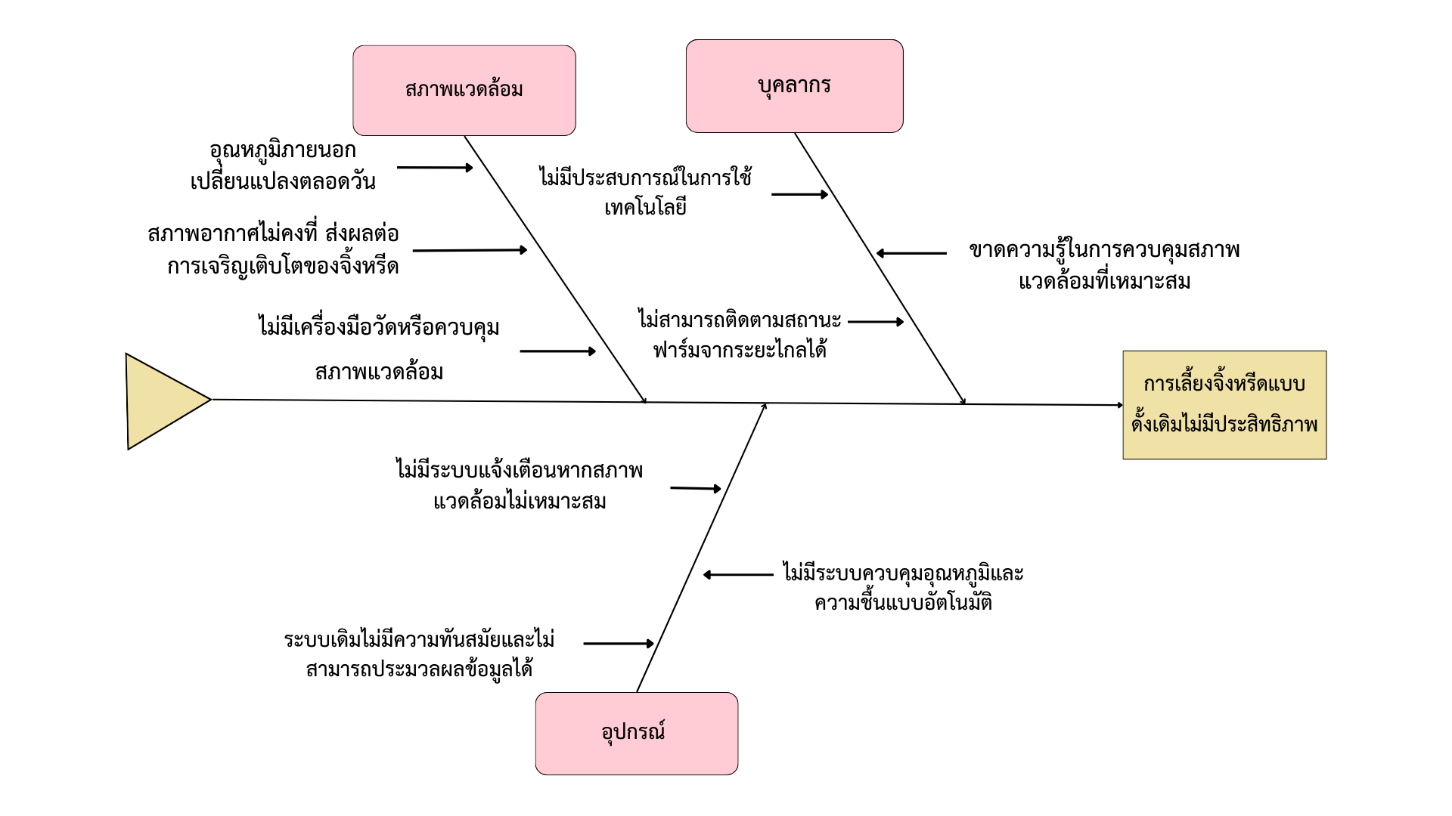 สภาพแวดล้อม
บุคลากร
อุณหภูมิภายนอก
เปลี่ยนแปลงตลอดวัน
สภาพอากาศไม่คงที่ ส่งผลต่อ
การเจริญเติบโตของจิ้งหรีด
ไม่มีเครื่องมือวัดหรือควบคุม
สภาพแวดล้อม
ไม่มีประสบการณ์ในการใช้
เทคโนโลยี
ขาดความรู้ในการควบคุมสภาพ
แวดล้อมที่เหมาะสม
ไม่สามารถติดตามสถานะ
ฟาร์มจากระยะไกลได้
การเลี้ยงจิ้งหรีดแบบ
ดั้งเดิมไม่มีประสิทธิภาพ
ไม่มีระบบแจ้งเตือนหากสภาพ
แวดล้อมไม่เหมาะสม
ไม่มีระบบควบคุมอุณหภูมิและ
ความชื้นแบบอัตโนมัติ
ระบบเดิมไม่มีความทันสมัยและไม่
สามารถประมวลผลข้อมูลได้
อุปกรณ์